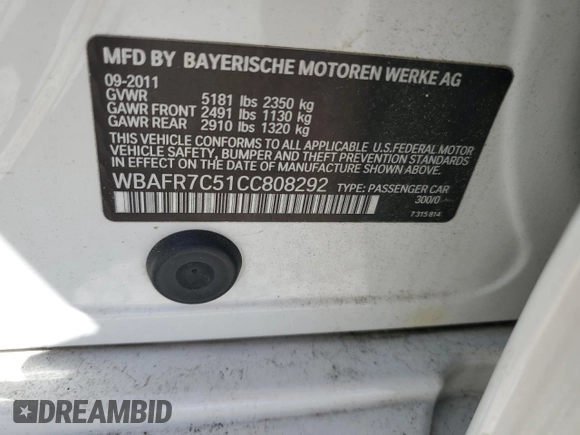 MFD BY BAYERISCHE MOTOREN WERKE AG
09-2011
GVWR 5181 lbs 2350 kg
GAWR FRONT 2491 lbs 1130 kg
GAWR REAR 2910 lbs 1320 kg
THIS VEHICLE CONFORMS TO ALL APPLICABLE U.S.FEDERAL MOTOR
VEHICLE SAFETY, BUMPER AND THEFT PREVENTION STANDARDS
IN EFFECT ON THE DATE OF MANUFACTURE SHOWN ABOVE.
WBAFR7C51CC808292 TYPE: PASSENGER CAR
300/0
7 315 814
DREAMBID